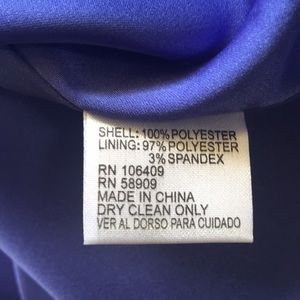 SHELL: 100% POLYESTER
LINING: 97% POLYESTER
3% SPANDEX
RN 106409
RN 58909
MADE IN CHINA
DRY CLEAN ONLY
VER AL DORSO PARA CUIDADO